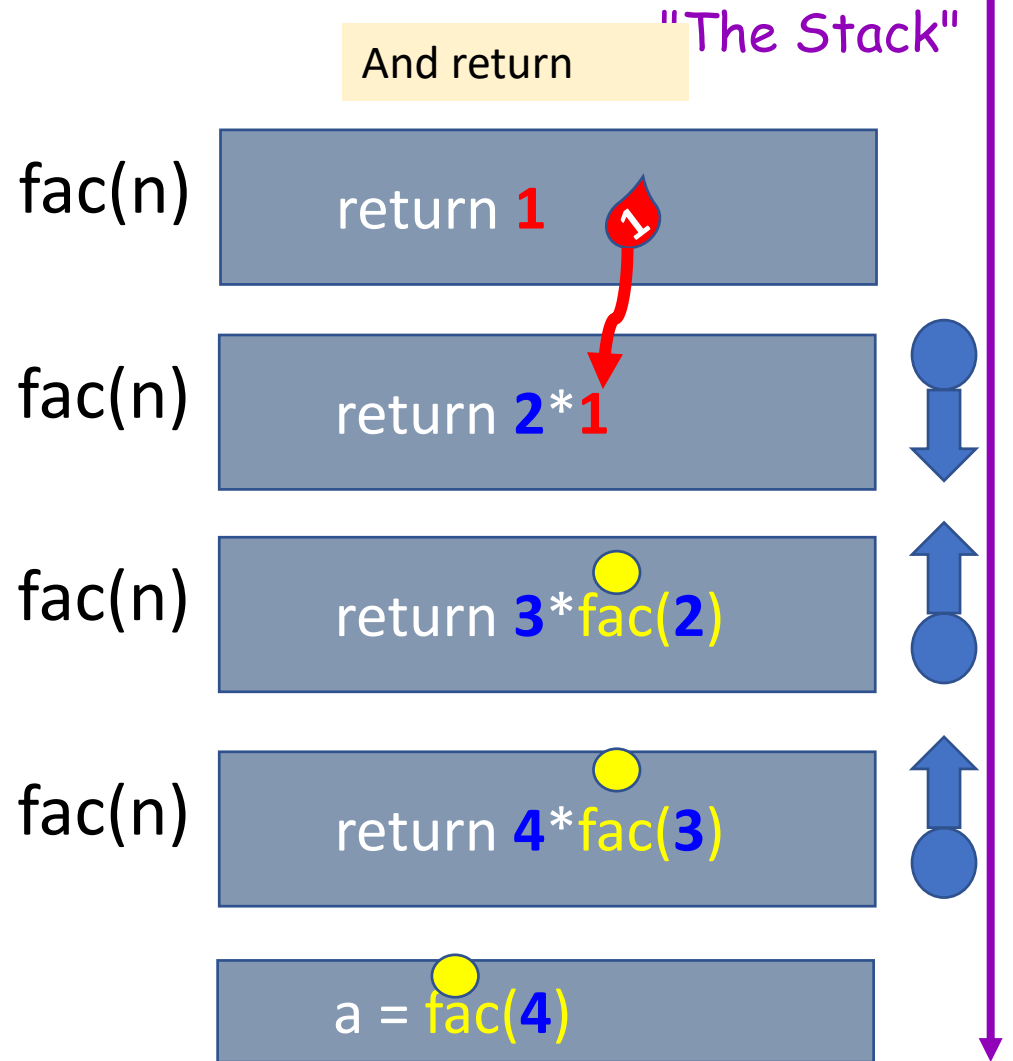 "The Stack"
And return
fac(n)
return 1
1
fac(n)
return 2*1
fac(n)
return 3*fac(2)
fac(n)
return 4*fac(3)
a = fac(4)